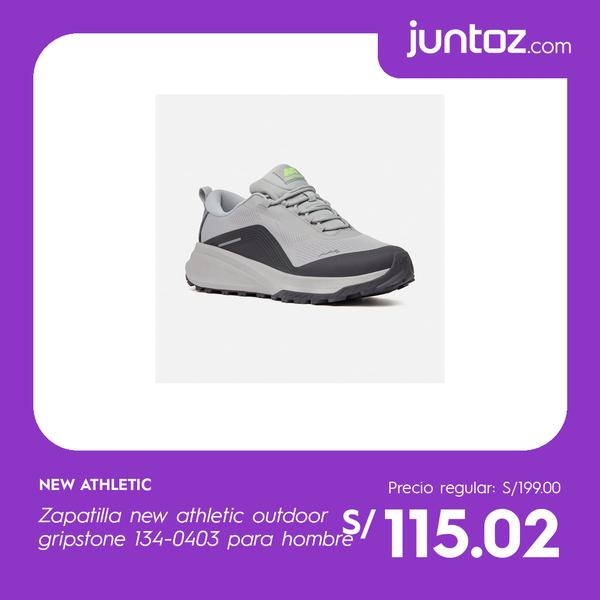 juntoz.com
NEW ATHLETIC
Precio regular: S/199.00
Zapatilla new athletic outdoor
gripstone 134-0403 para hombre
S/115.02